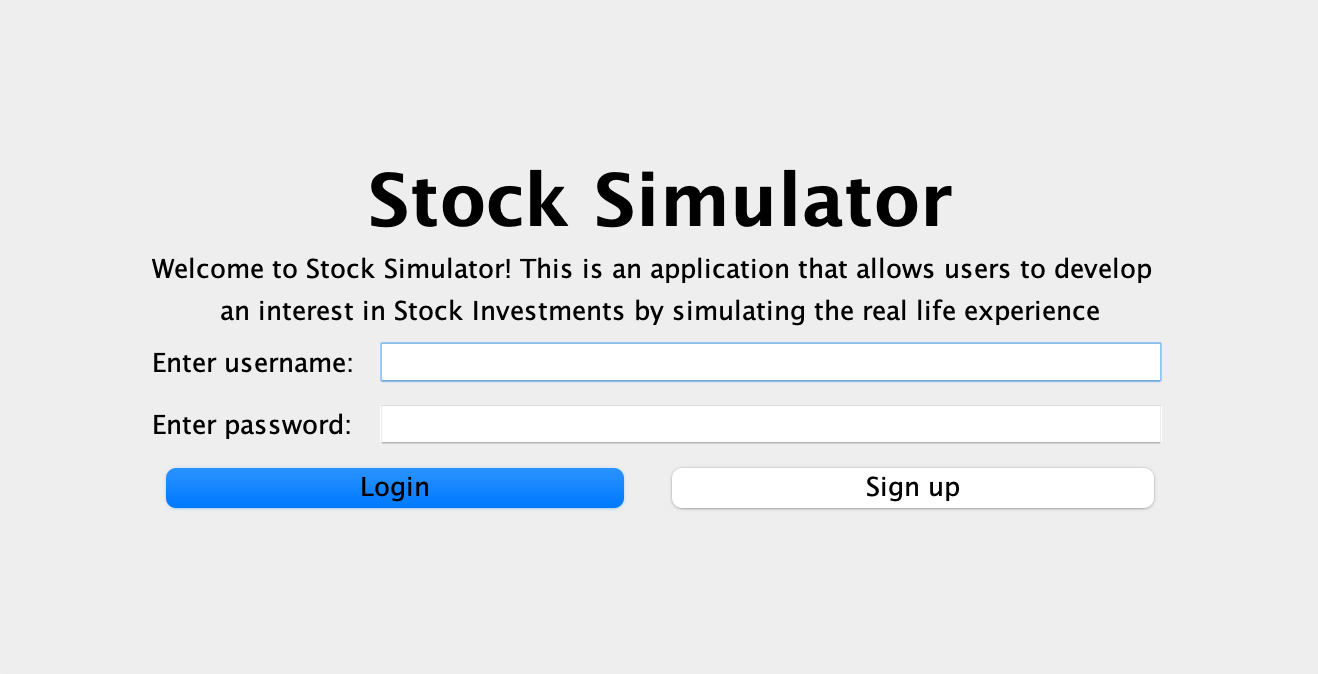 Stock Simulator
Welcome to Stock Simulator! This is an application that allows users to develop
an interest in Stock Investments by simulating the real life experience
Enter username:
Enter password:
Login Sign up